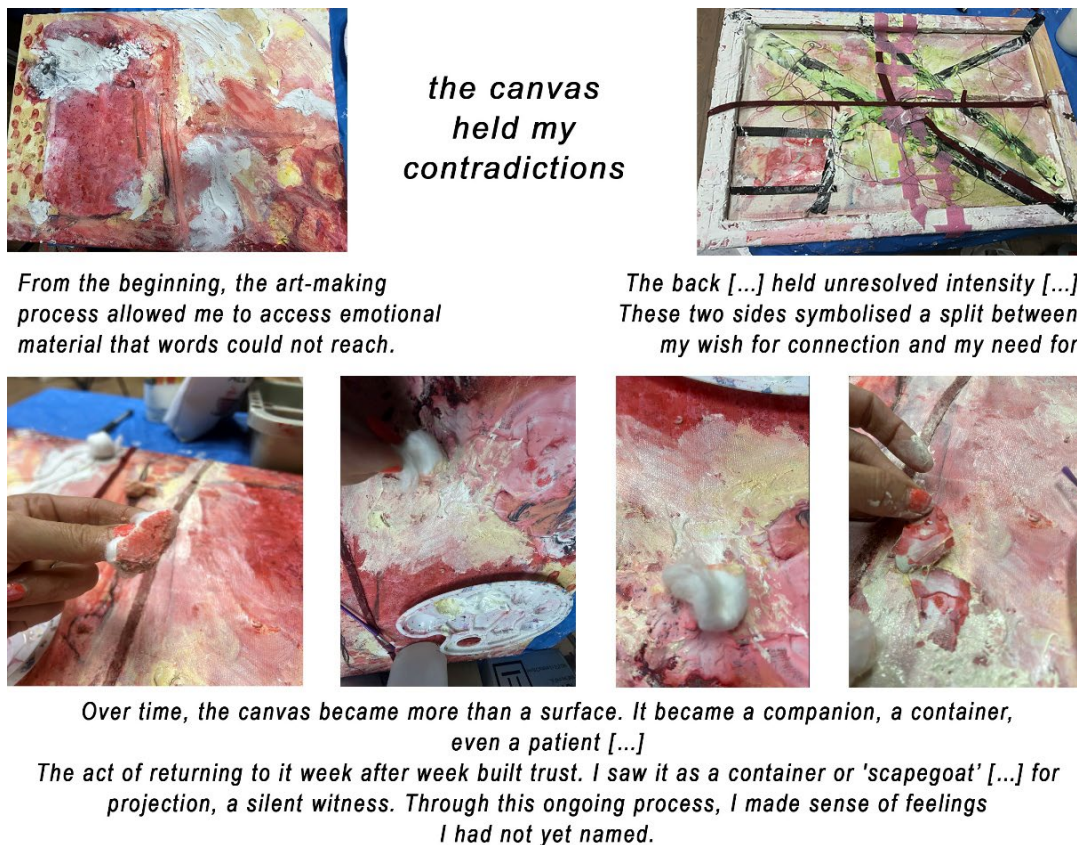 the canvas
held my
contradictions
From the beginning, the art-making
process allowed me to access emotional
material that words could not reach.
The back [...] held unresolved intensity [...]
These two sides symbolised a split between
my wish for connection and my need for
Over time, the canvas became more than a surface. It became a companion, a container,
even a patient [...]
The act of returning to it week after week built trust. I saw it as a container or 'scapegoat’ [...] for
projection, a silent witness. Through this ongoing process, I made sense of feelings
I had not yet named.